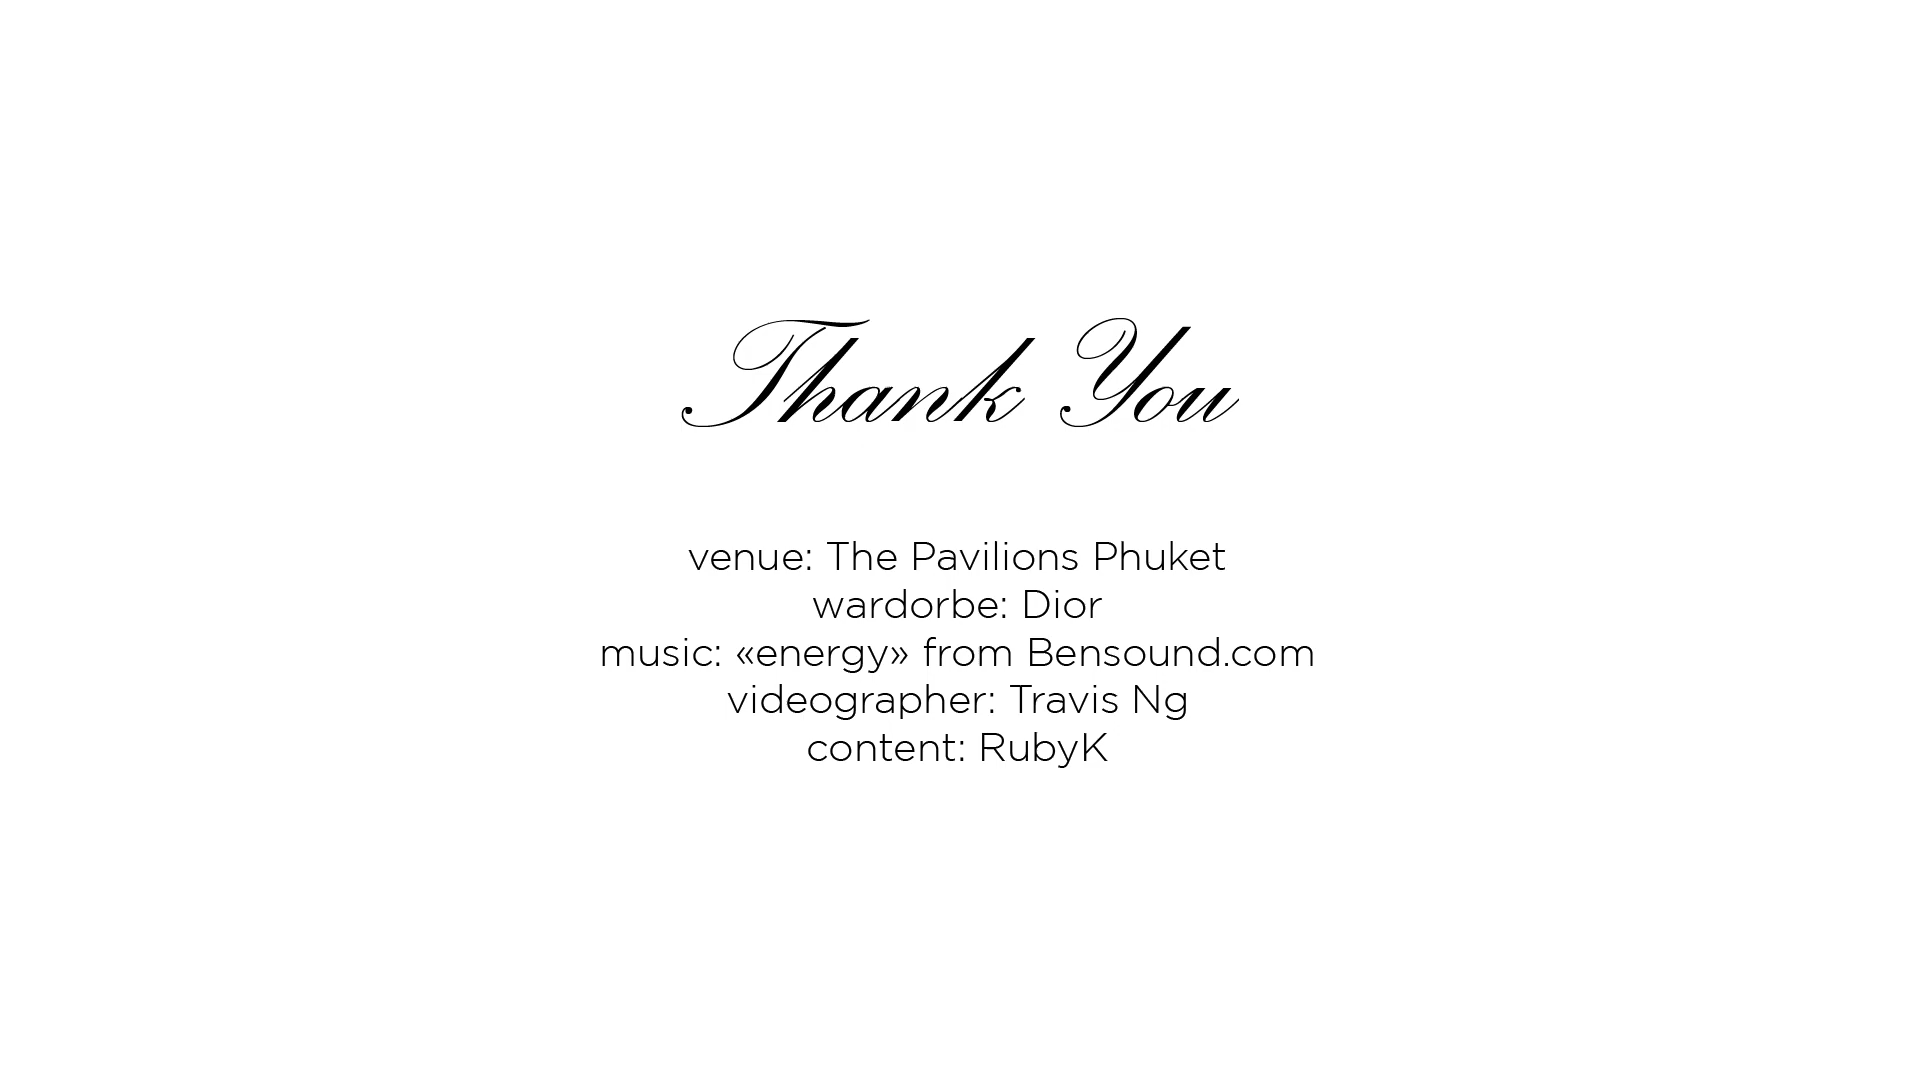 Thank You
venue: The Pavilions Phuket
wardorbe: Dior
music: «energy» from Bensound.com
videographer: Travis Ng
content: RubyK